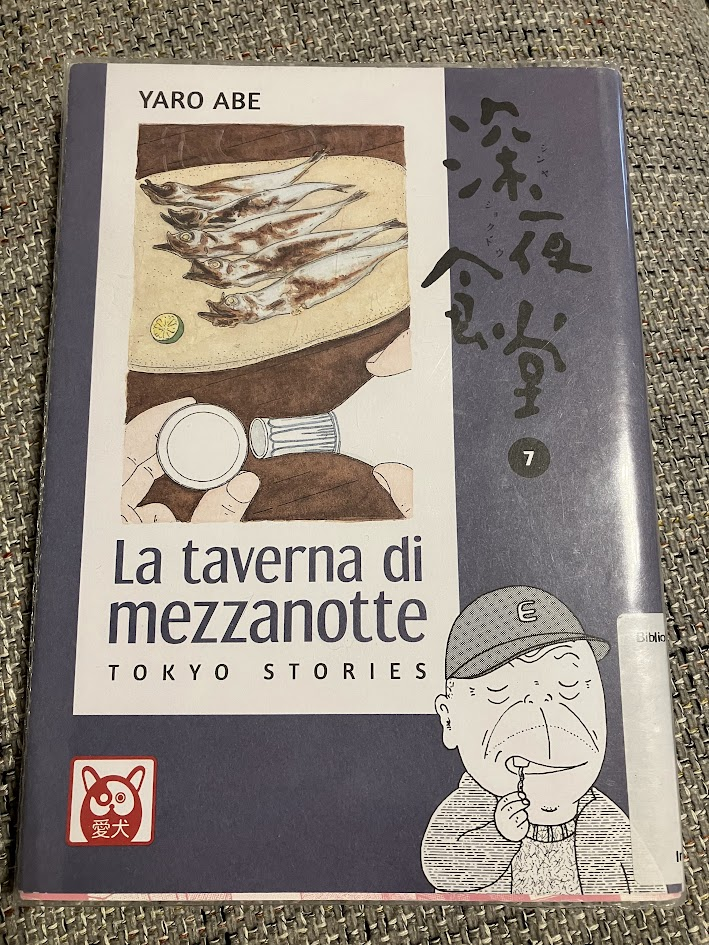 YARO ABE
深夜
シンヤ
食堂
ショクドウ
7
La taverna di
mezzanotte
TOKYO STORIES
E
Biblio
愛犬